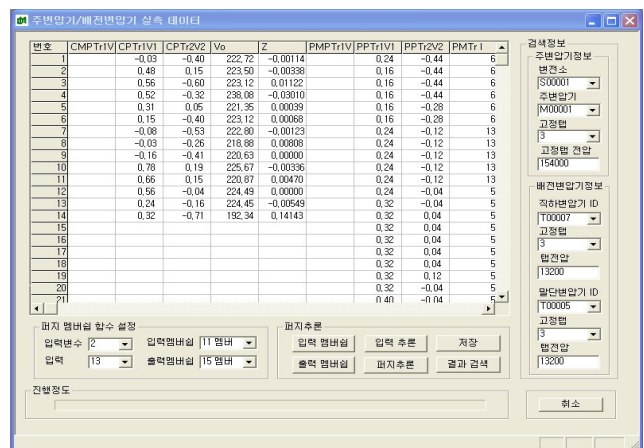 주변압기/배전변압기 실측 데이터
번호 CMPTr1V CPTr1V1 CPTr2V2 Vo Z PMPTr1V PPTr1V1 PPTr2V2 PMTr I
1 -0,03 -0,40 222,72 -0,00114 0,24 -0,44 6
2 0,48 0,15 223,50 -0,00338 0,16 -0,44 6
3 0,56 -0,60 223,12 0,01122 0,16 -0,44 6
4 0,52 -0,32 238,08 -0,03010 0,16 -0,44 6
5 0,31 0,05 221,35 0,00039 0,16 -0,28 6
6 0,15 -0,40 223,12 0,00068 0,16 -0,28 6
7 -0,08 -0,53 222,80 -0,00123 0,24 -0,12 13
8 -0,03 -0,26 218,88 0,00808 0,24 -0,12 13
9 -0,16 -0,41 220,63 0,00000 0,24 -0,12 13
10 0,78 0,19 225,67 -0,00336 0,24 -0,12 13
11 0,66 0,15 220,87 0,00470 0,24 -0,12 13
12 0,56 -0,04 224,49 0,00000 0,24 -0,04 5
13 0,24 -0,16 224,45 -0,00549 0,32 -0,04 5
14 0,32 -0,71 192,34 0,14143 0,32 0,04 5
15 0,32 0,04 5
16 0,32 0,04 5
17 0,32 0,04 5
18 0,32 0,04 5
19 0,32 0,12 5
20 0,32 -0,04 5
21 0,40 -0,04 5
검색정보
주변압기정보
변전소
S00001
주변압기
M00001
고정탭
3
고정탭 전압
154000
배전변압기정보
직하변압기 ID
T00007
고정탭
3
탭전압
13200
말단변압기 ID
T00005
고정탭
3
탭전압
13200
퍼지 멤버쉽 함수 설정
입력변수 2 입력멤버쉽 11 멤버
입력 13 출력멤버쉽 15 멤버
퍼지추론
입력 멤버쉽 입력 추론 저장
출력 멤버쉽 퍼지추론 결과 검색
진행정도
취소